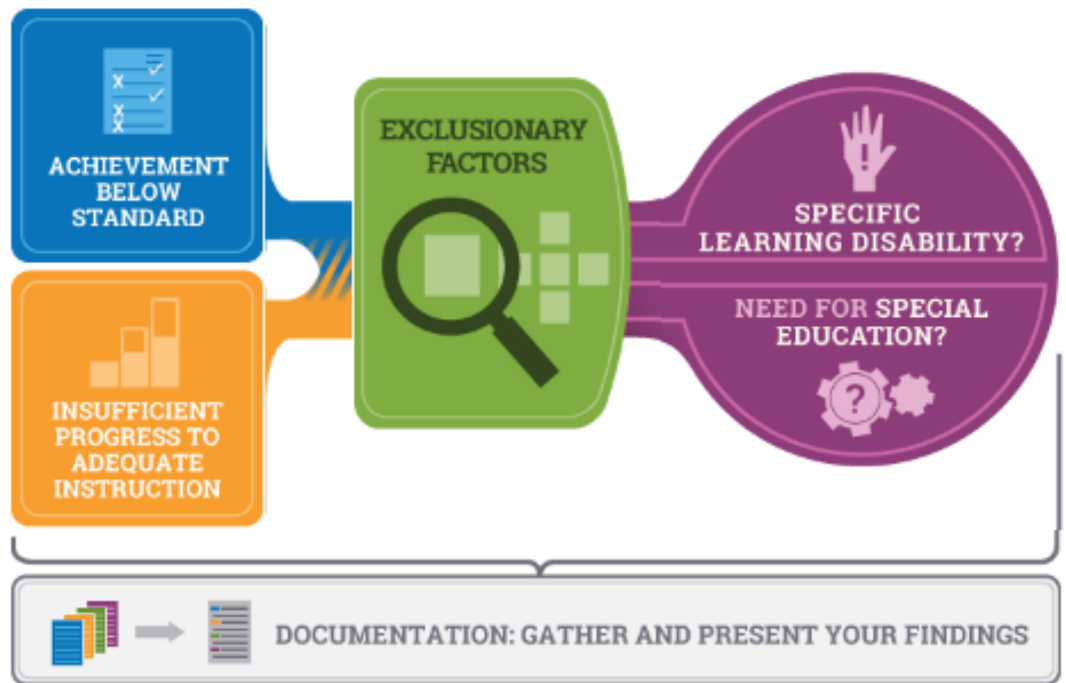 ACHIEVEMENT
BELOW
STANDARD
INSUFFICIENT
PROGRESS TO
ADEQUATE
INSTRUCTION
EXCLUSIONARY
FACTORS
SPECIFIC
LEARNING DISABILITY?
NEED FOR SPECIAL
EDUCATION?
?
DOCUMENTATION: GATHER AND PRESENT YOUR FINDINGS